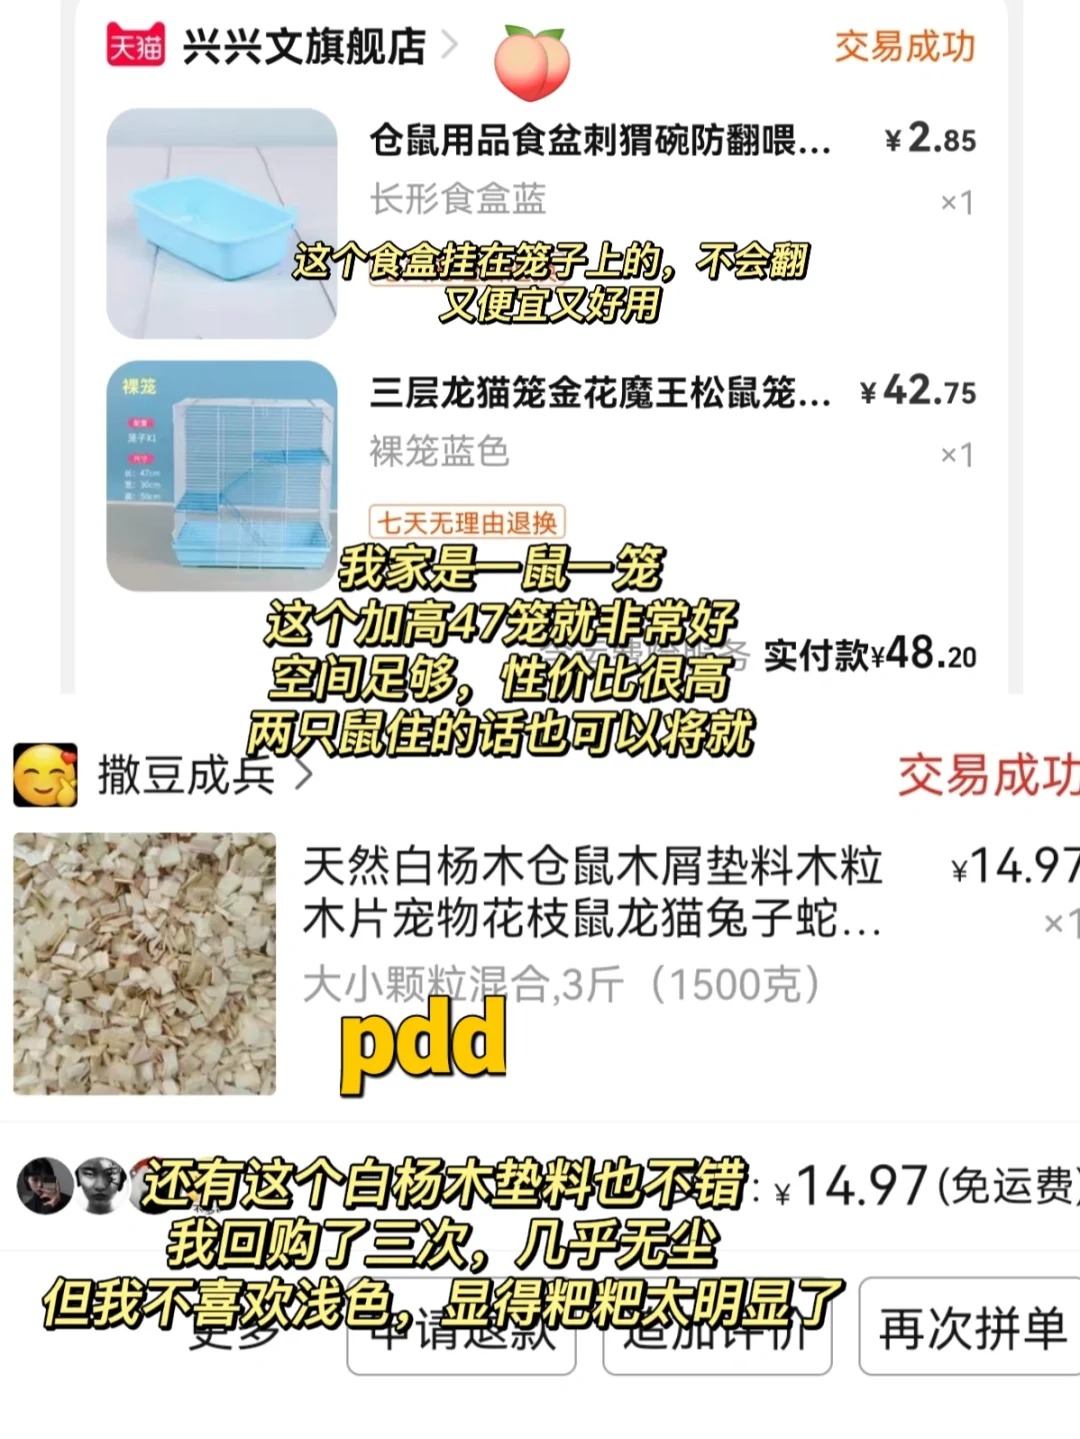 天猫 兴兴文旗舰店
交易成功
仓鼠用品食盆刺猬碗防翻喂...
¥2.85
长形食盒蓝
×1
这个食盒挂在笼子上的，不会翻
又便宜又好用
裸笼
笼子X1
尺寸
长：47cm
宽：30cm
高：50cm
三层龙猫笼金花魔王松鼠笼...
¥42.75
裸笼蓝色
×1
七天无理由退换
我家是一鼠一笼
这个加高47笼就非常好
实付款¥48.20
空间足够，性价比很高
两只鼠住的话也可以将就
撒豆成兵
交易成功
天然白杨木仓鼠木屑垫料木粒
¥14.97
木片宠物花枝鼠龙猫兔子蛇...
×1
大小颗粒混合,3斤（1500克）
pdd
还有这个白杨木垫料也不错
: ¥14.97(免运费)
我回购了三次，几乎无尘
但我不喜欢浅色，显得粑粑太明显了
更多
申请退款
追加评价
再次拼单